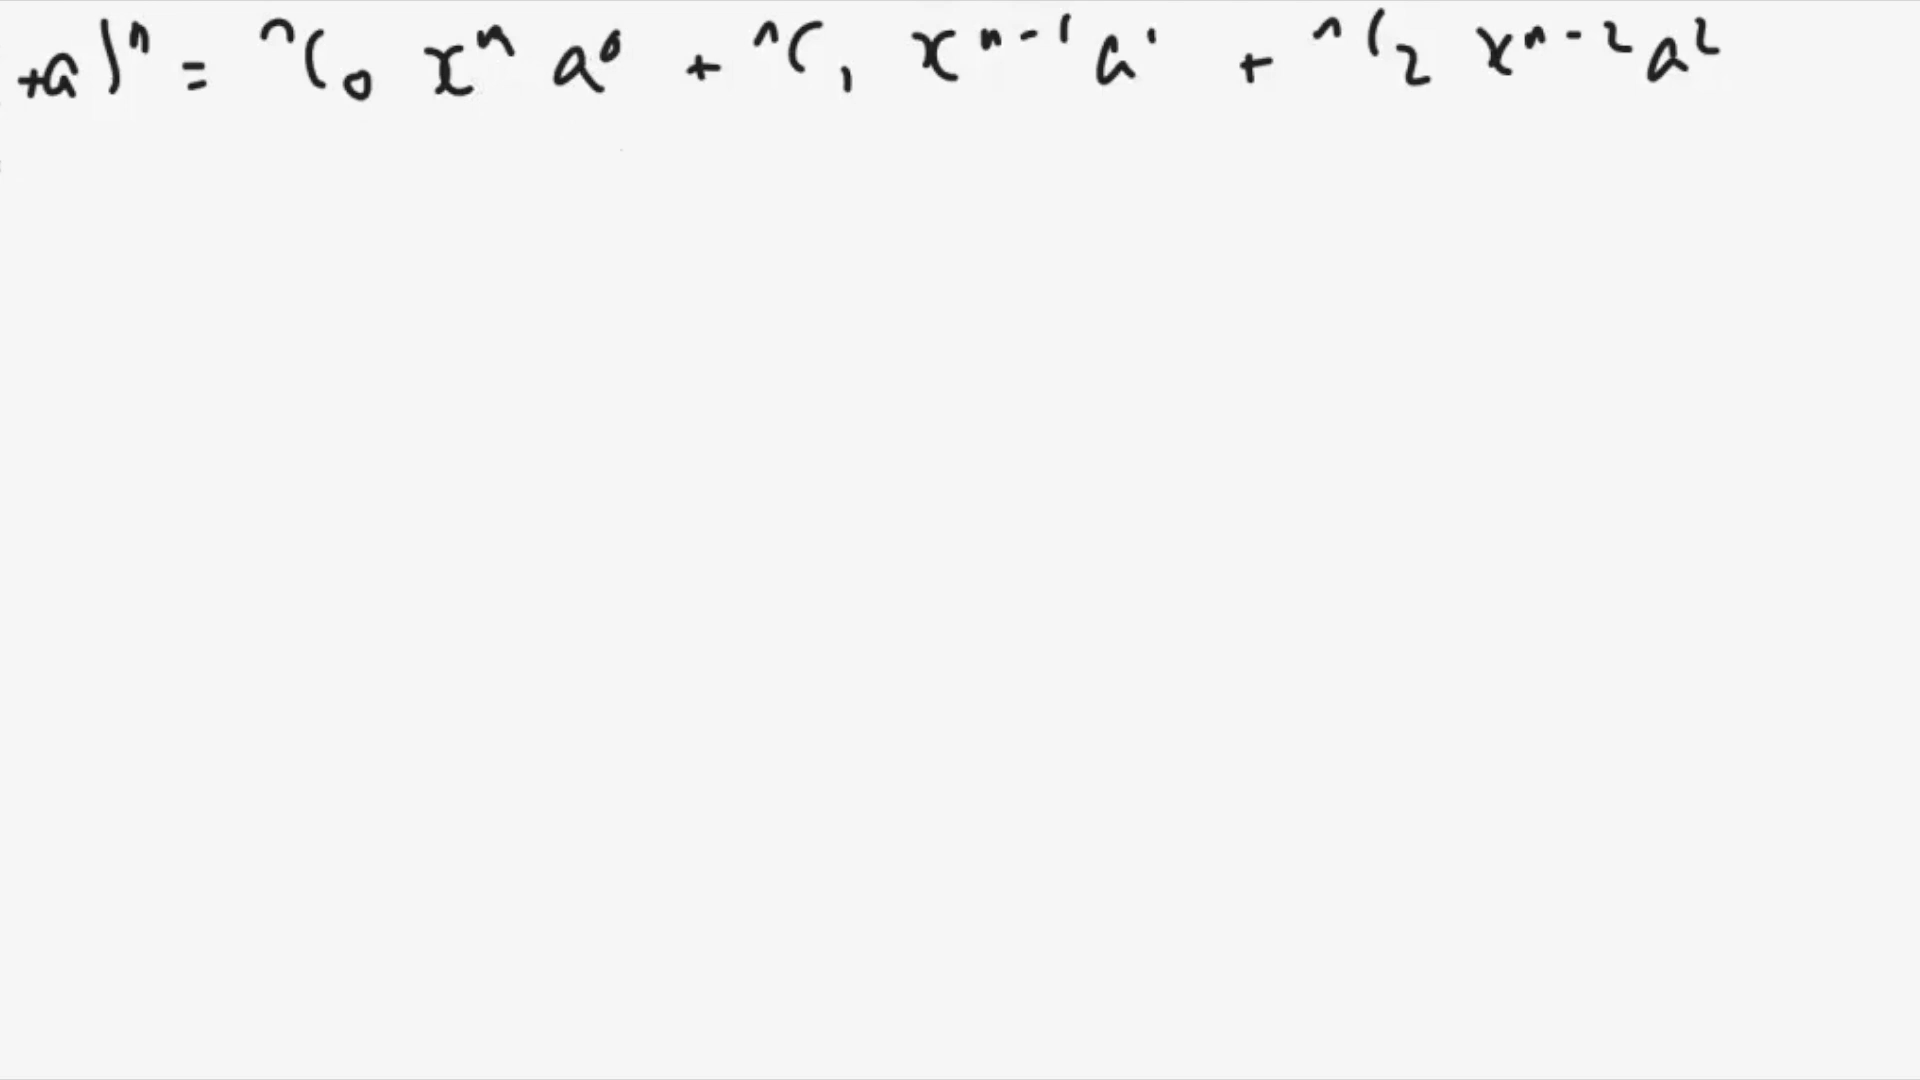 +a)ⁿ = ⁿC₀ xⁿ a⁰ + ⁿC₁ xⁿ⁻¹ a¹ + ⁿC₂ xⁿ⁻² a²